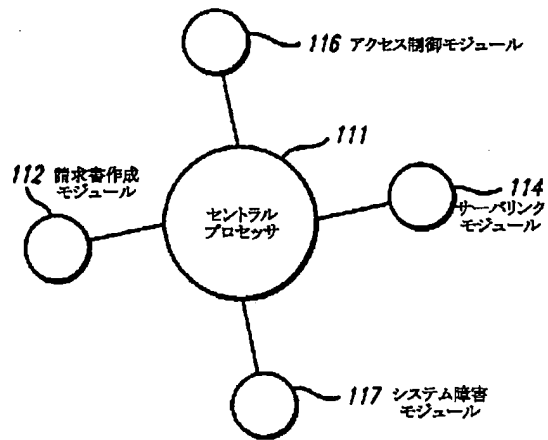 116 アクセス制御モジュール
111
112 請求書作成
モジュール
セントラル
プロセッサ
114
サーバリンク
モジュール
117 システム障害
モジュール